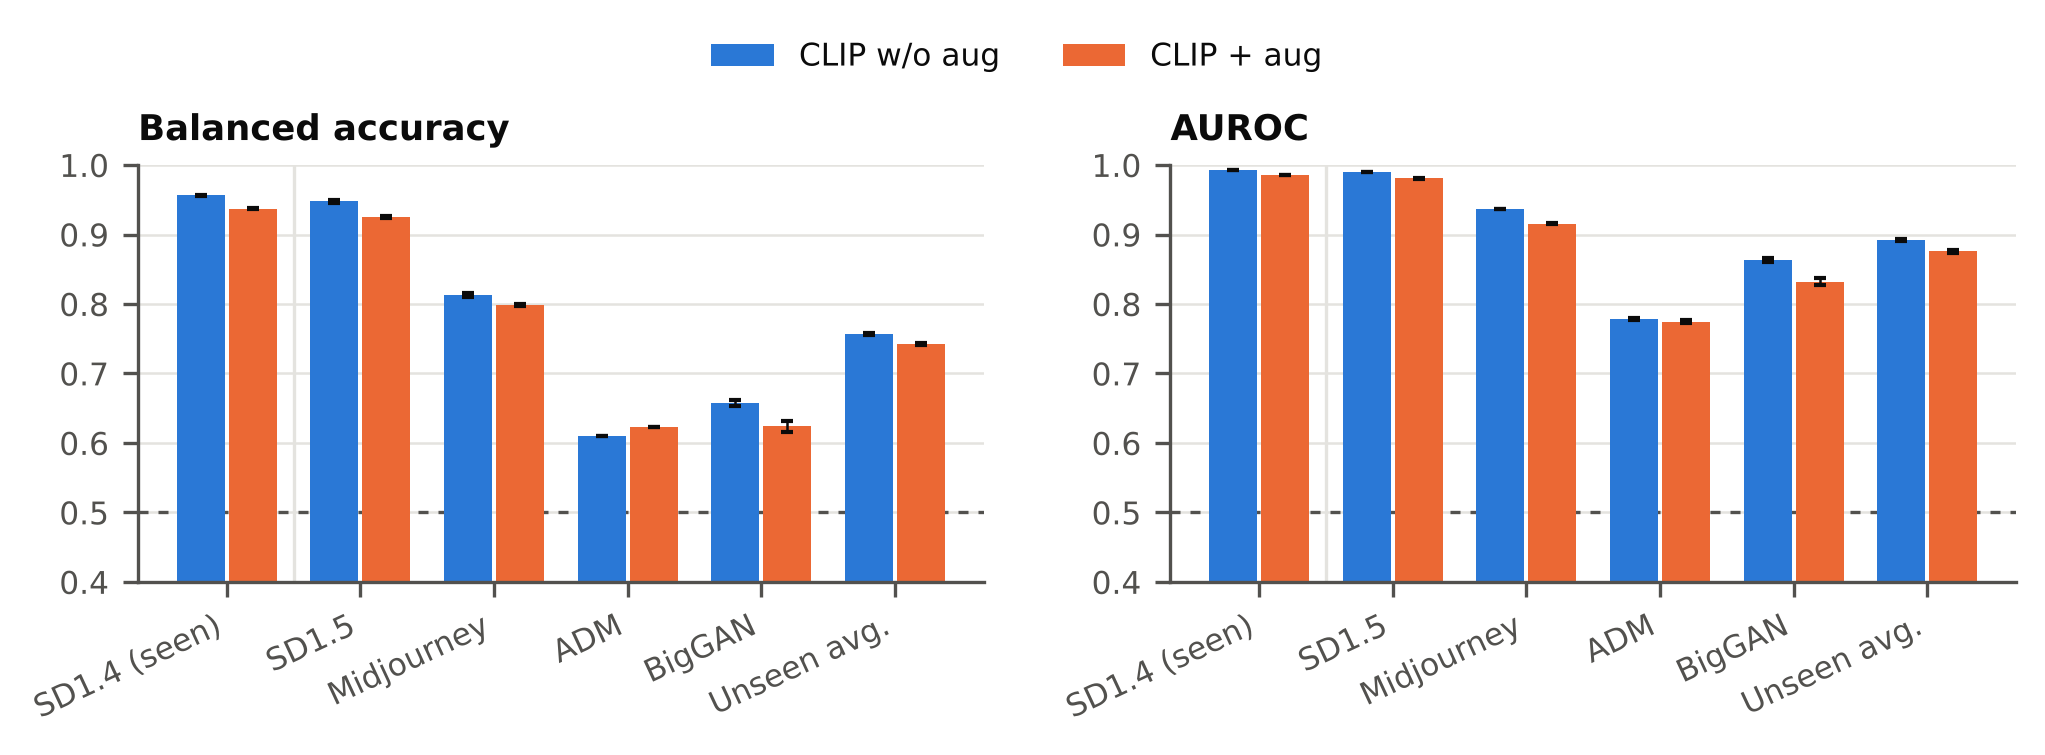 CLIP w/o aug
CLIP + aug
Balanced accuracy
1.0
0.9
0.8
0.7
0.6
0.5
0.4
SD1.4 (seen)
SD1.5
Midjourney
ADM
BigGAN
Unseen avg.
AUROC
1.0
0.9
0.8
0.7
0.6
0.5
0.4
SD1.4 (seen)
SD1.5
Midjourney
ADM
BigGAN
Unseen avg.